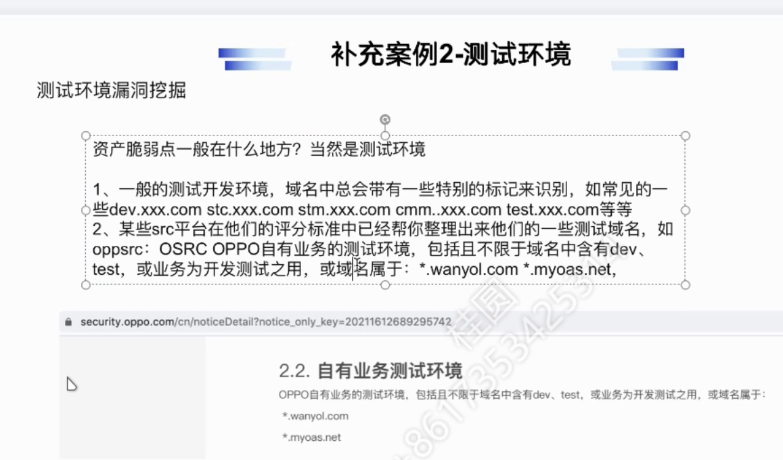 补充案例2-测试环境
测试环境漏洞挖掘
资产脆弱点一般在什么地方？当然是测试环境
1、一般的测试开发环境，域名中总会带有一些特别的标记来识别，如常见的一
些dev.xxx.com stc.xxx.com stm.xxx.com cmm..xxx.com test.xxx.com等等
2、某些src平台在他们的评分标准中已经帮你整理出来他们的一些测试域名，如
oppsrc：OSRC OPPO自有业务的测试环境，包括且不限于域名中含有dev、
test，或业务为开发测试之用，或域名属于：*.wanyol.com *.myoas.net,
security.oppo.com/cn/noticeDetail?notice_only_key=20211612689295742
2.2. 自有业务测试环境
OPPO自有业务的测试环境，包括且不限于域名中含有dev、test，或业务为开发测试之用，或域名属于：
*.wanyol.com
*.myoas.net